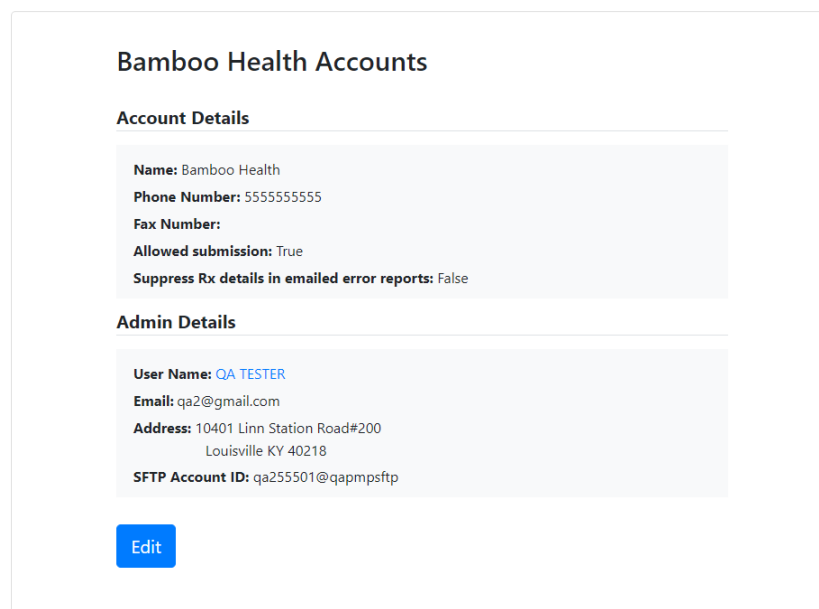 Bamboo Health Accounts
Account Details
Name: Bamboo Health
Phone Number: 5555555555
Fax Number:
Allowed submission: True
Suppress Rx details in emailed error reports: False
Admin Details
User Name: QA TESTER
Email: qa2@gmail.com
Address: 10401 Linn Station Road#200
Louisville KY 40218
SFTP Account ID: qa255501@qapmpsftp
Edit